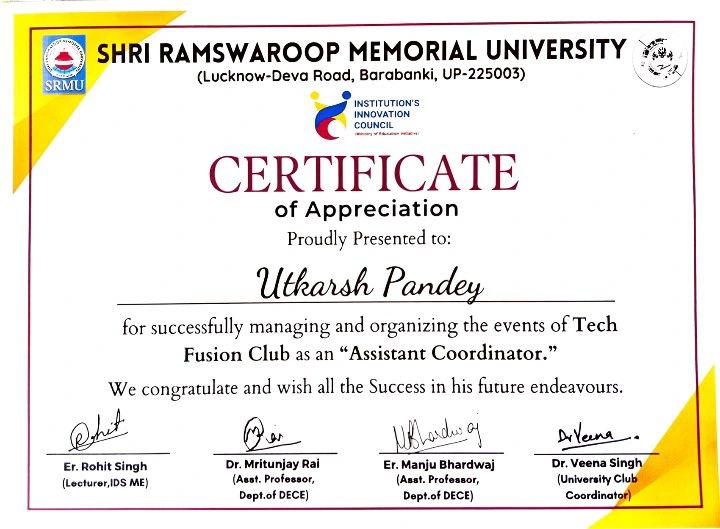 SHRI RAMSWAROOP MEMORIAL UNIVERSITY
(Lucknow-Deva Road, Barabanki, UP-225003)
SRMU
INSTITUTION'S
INNOVATION
COUNCIL
(Ministry of Education Initiative)
CERTIFICATE
of Appreciation
Proudly Presented to:
Utkarsh Pandey
for successfully managing and organizing the events of Tech
Fusion Club as an “Assistant Coordinator.”
We congratulate and wish all the Success in his future endeavours.
Rohit
MBhardwaj
DrVeena
Er. Rohit Singh
(Lecturer,IDS ME)
Dr. Mritunjay Rai
(Asst. Professor,
Dept.of DECE)
Er. Manju Bhardwaj
(Asst. Professor,
Dept.of DECE)
Dr. Veena Singh
(University Club
Coordinator)